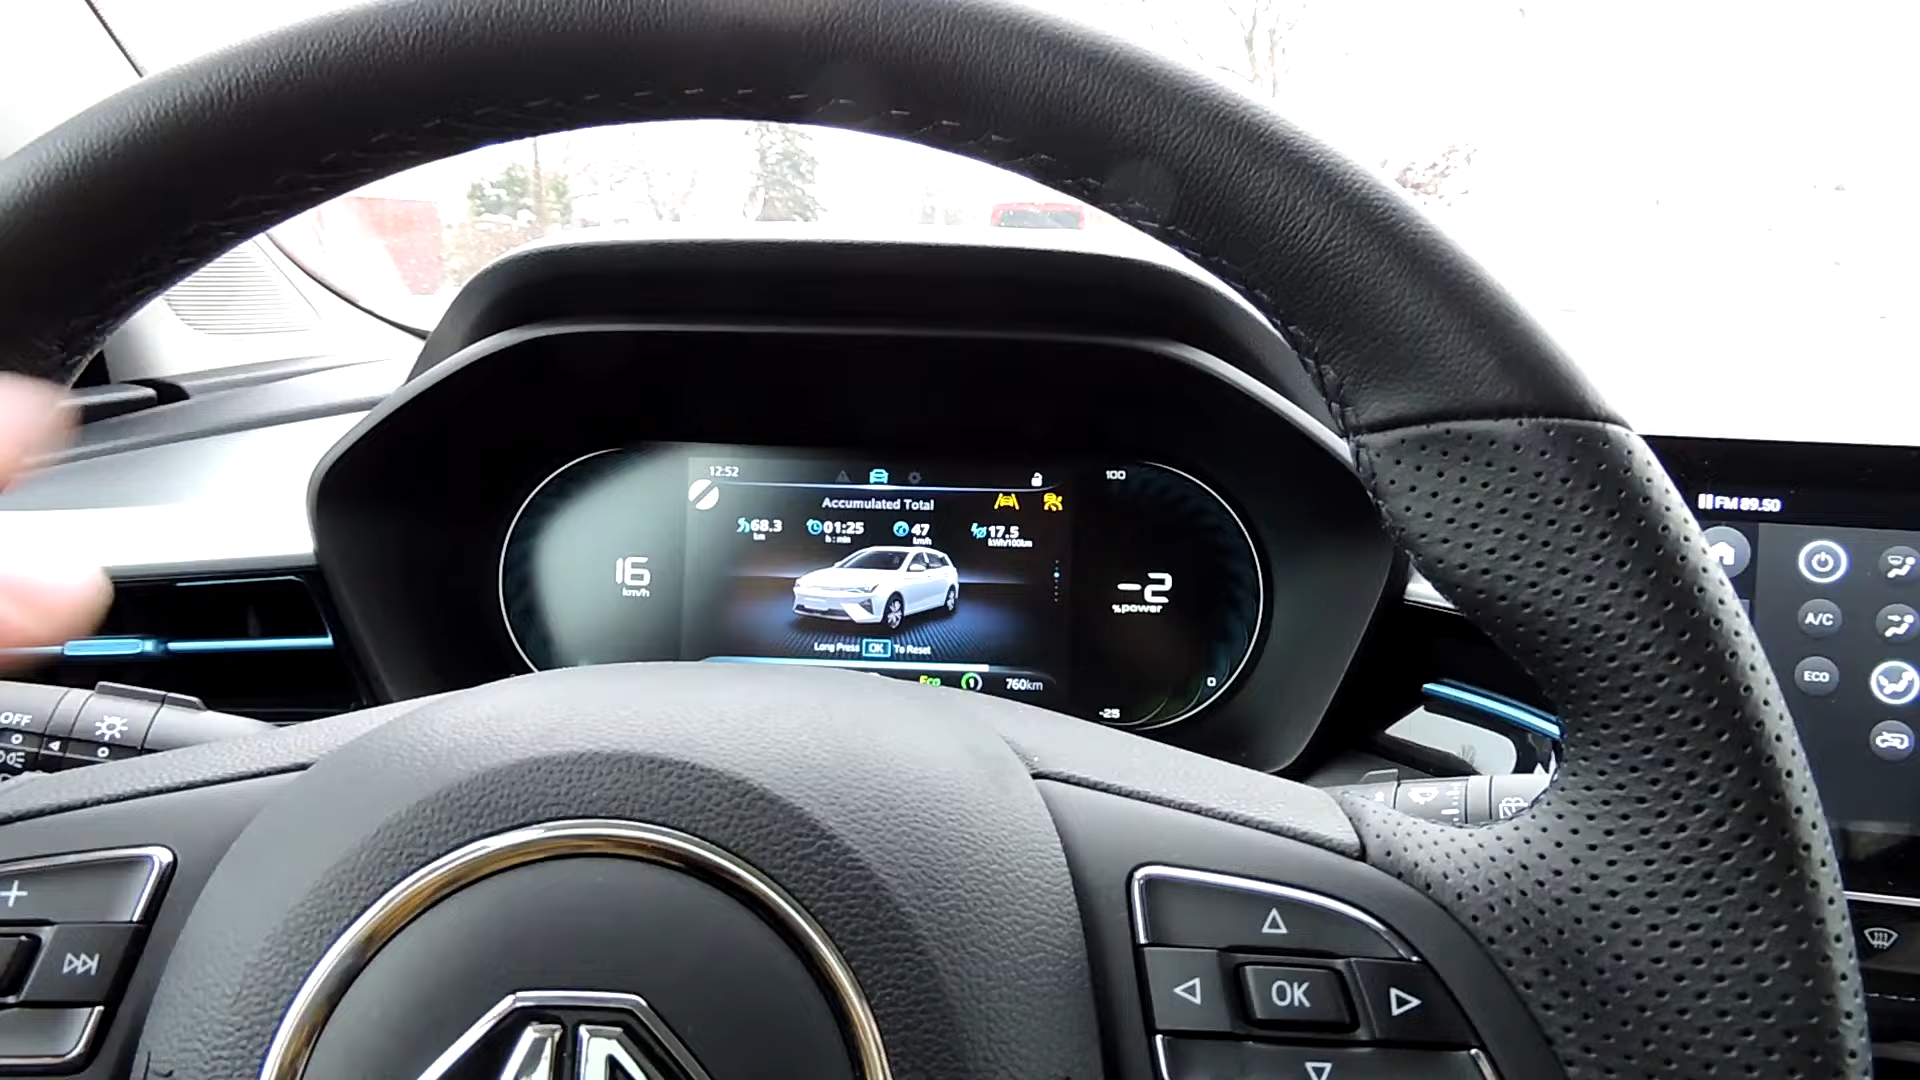 12:52
100
Accumulated Total
68.3
km
01:25
h : min
47
km/h
17.5
kWh/100km
16
km/h
-2
%power
Long Press OK To Reset
Eco
1
760km
0
-25
FM 89.50
A/C
ECO
OFF
OK